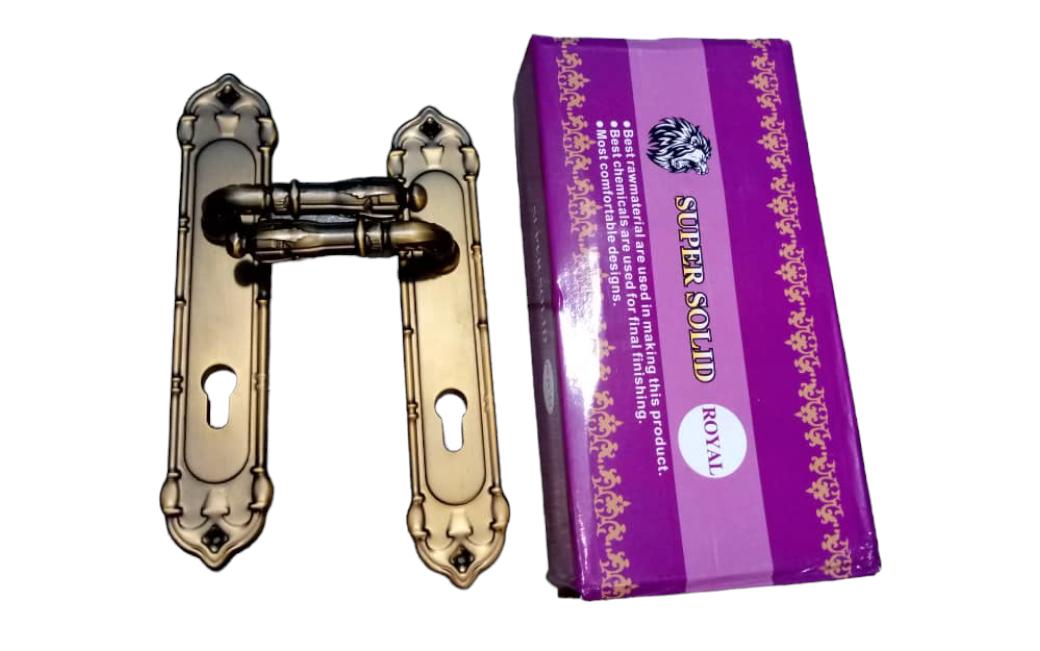 SUPER SOLID
ROYAL
●Best rawmaterial are used in making this product.
●Best chemicals are used for final finishing.
●Most comfortable designs.